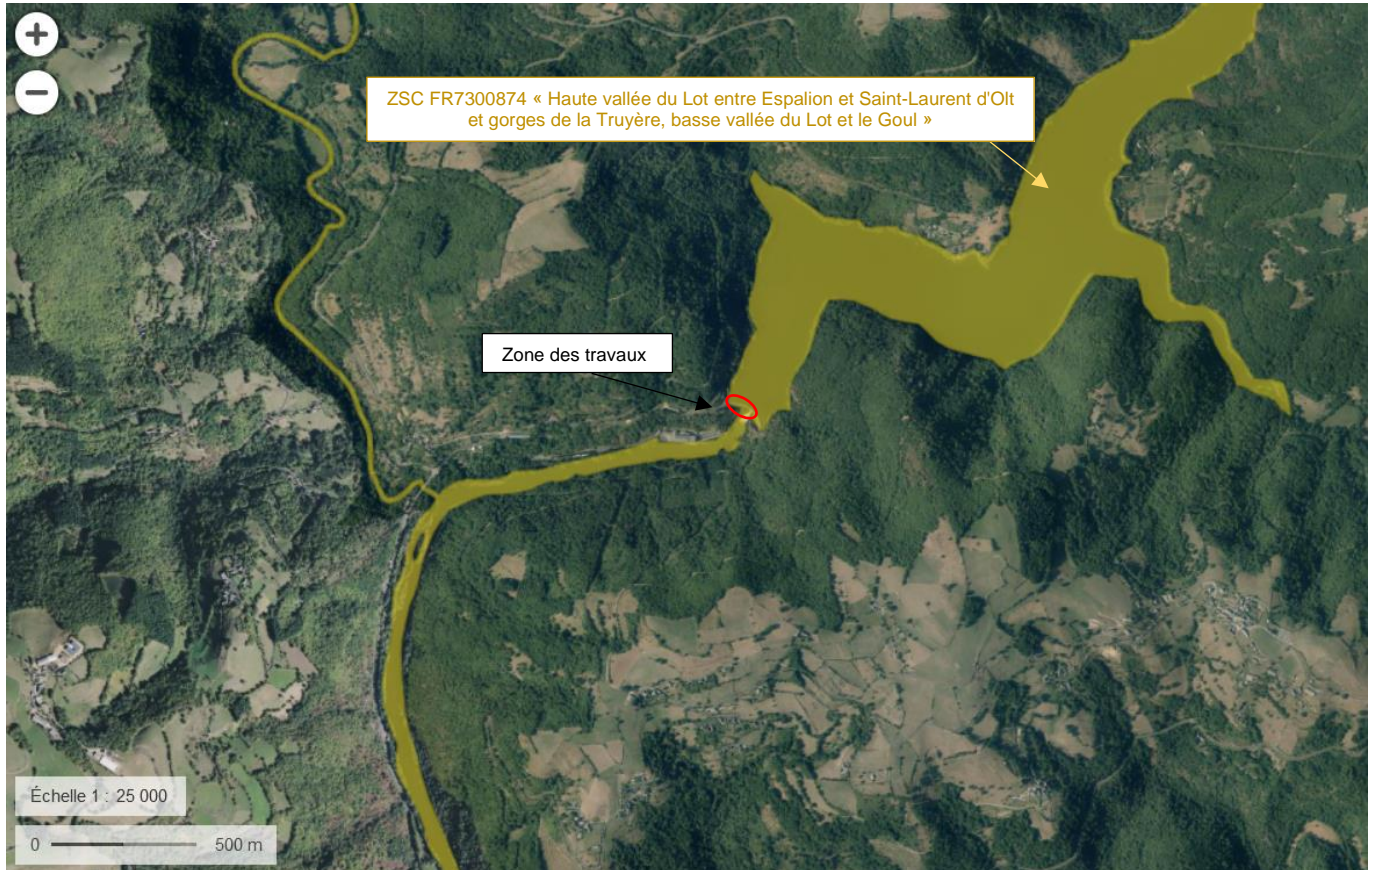 ZSC FR7300874 « Haute vallée du Lot entre Espalion et Saint-Laurent d'Olt
et gorges de la Truyère, basse vallée du Lot et le Goul »
Zone des travaux
Échelle 1 : 25 000
0 500 m